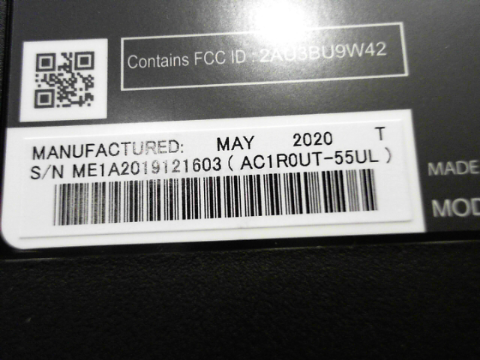 Contains FCC ID :2AU3BU9W42
MANUFACTURED: MAY 2020 T
S/N ME1A2019121603 ( AC1R0UT-55UL )
MADE
MOD